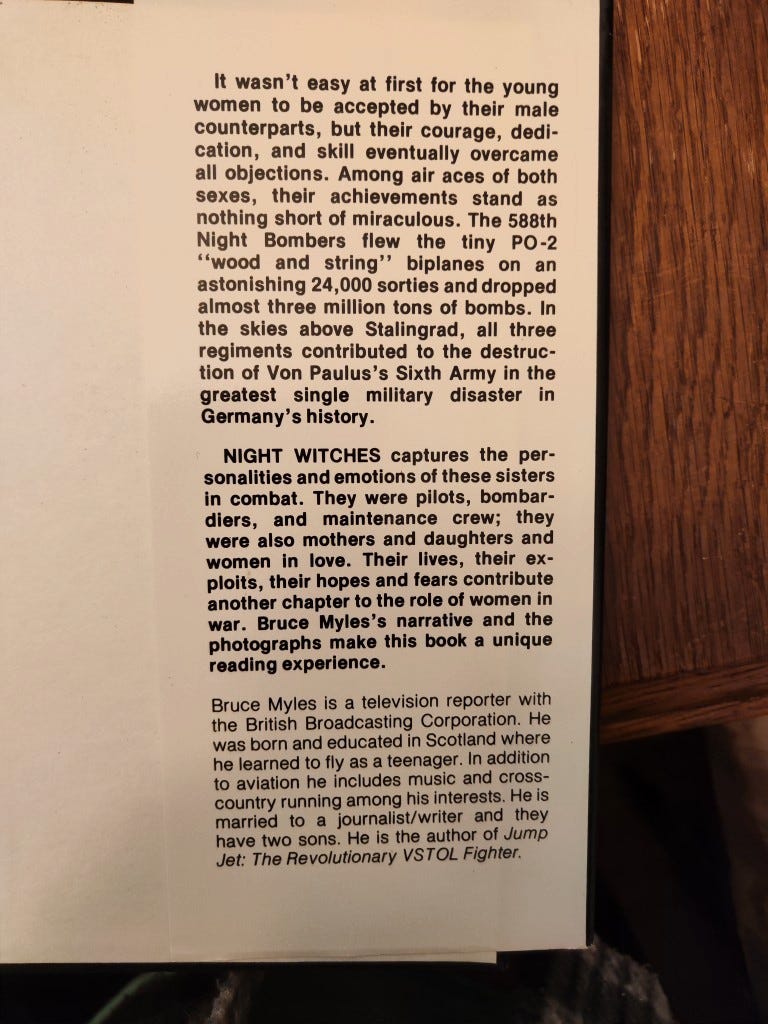 It wasn't easy at first for the young
women to be accepted by their male
counterparts, but their courage, dedi-
cation, and skill eventually overcame
all objections. Among air aces of both
sexes, their achievements stand as
nothing short of miraculous. The 588th
Night Bombers flew the tiny PO-2
‘‘wood and string’’ biplanes on an
astonishing 24,000 sorties and dropped
almost three million tons of bombs. In
the skies above Stalingrad, all three
regiments contributed to the destruc-
tion of Von Paulus's Sixth Army in the
greatest single military disaster in
Germany's history.
NIGHT WITCHES captures the per-
sonalities and emotions of these sisters
in combat. They were pilots, bombar-
diers, and maintenance crew; they
were also mothers and daughters and
women in love. Their lives, their ex-
ploits, their hopes and fears contribute
another chapter to the role of women in
war. Bruce Myles's narrative and the
photographs make this book a unique
reading experience.
Bruce Myles is a television reporter with
the British Broadcasting Corporation. He
was born and educated in Scotland where
he learned to fly as a teenager. In addition
to aviation he includes music and cross-
country running among his interests. He is
married to a journalist/writer and they
have two sons. He is the author of Jump
Jet: The Revolutionary VSTOL Fighter.